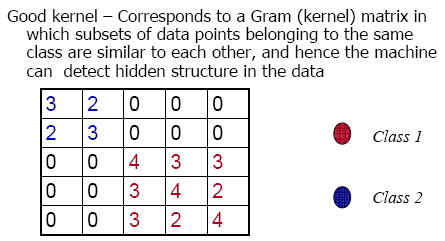 Good kernel – Corresponds to a Gram (kernel) matrix in
which subsets of data points belonging to the same
class are similar to each other, and hence the machine
can detect hidden structure in the data
3 2 0 0 0
2 3 0 0 0
0 0 4 3 3
0 0 3 4 2
0 0 3 2 4
Class 1
Class 2